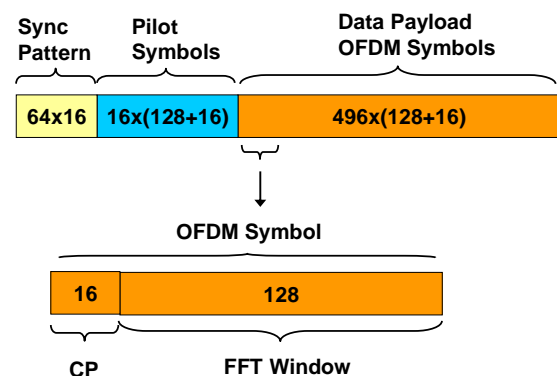 Sync
Pattern
Pilot
Symbols
Data Payload
OFDM Symbols
64x16
16x(128+16)
496x(128+16)
OFDM Symbol
16
128
CP
FFT Window